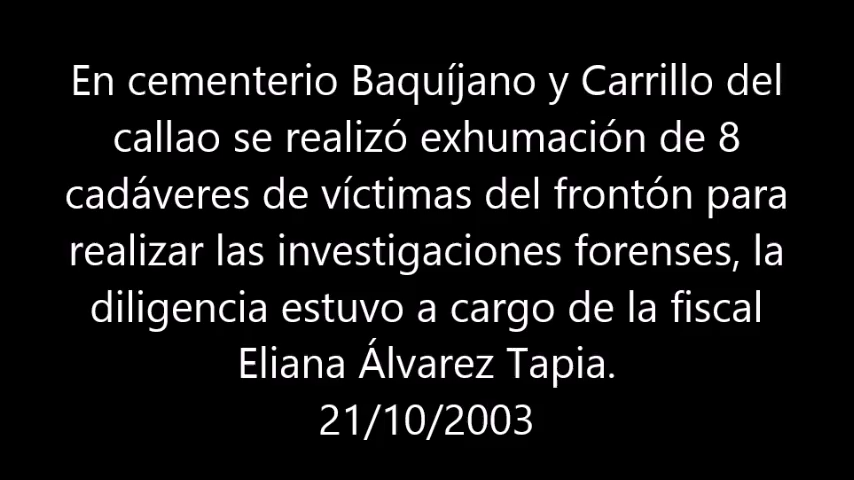 En cementerio Baquíjano y Carrillo del
callao se realizó exhumación de 8
cadáveres de víctimas del frontón para
realizar las investigaciones forenses, la
diligencia estuvo a cargo de la fiscal
Eliana Álvarez Tapia.
21/10/2003